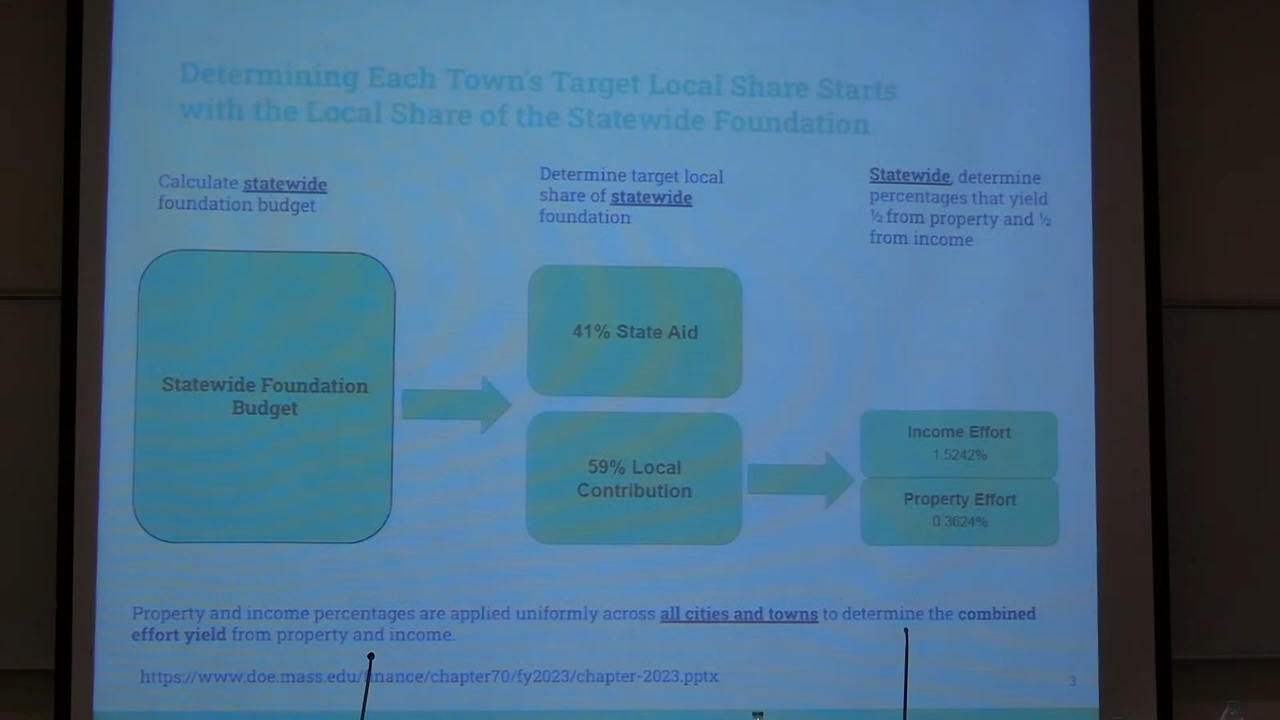 Determining Each Town's Target Local Share Starts
with the Local Share of the Statewide Foundation
Calculate statewide
foundation budget
Determine target local
share of statewide
foundation
Statewide, determine
percentages that yield
½ from property and ½
from income
Statewide Foundation
Budget
41% State Aid
59% Local
Contribution
Income Effort
1.5242%
Property Effort
0.3624%
Property and income percentages are applied uniformly across all cities and towns to determine the combined
effort yield from property and income.
https://www.doe.mass.edu/finance/chapter70/fy2023/chapter-2023.pptx
3